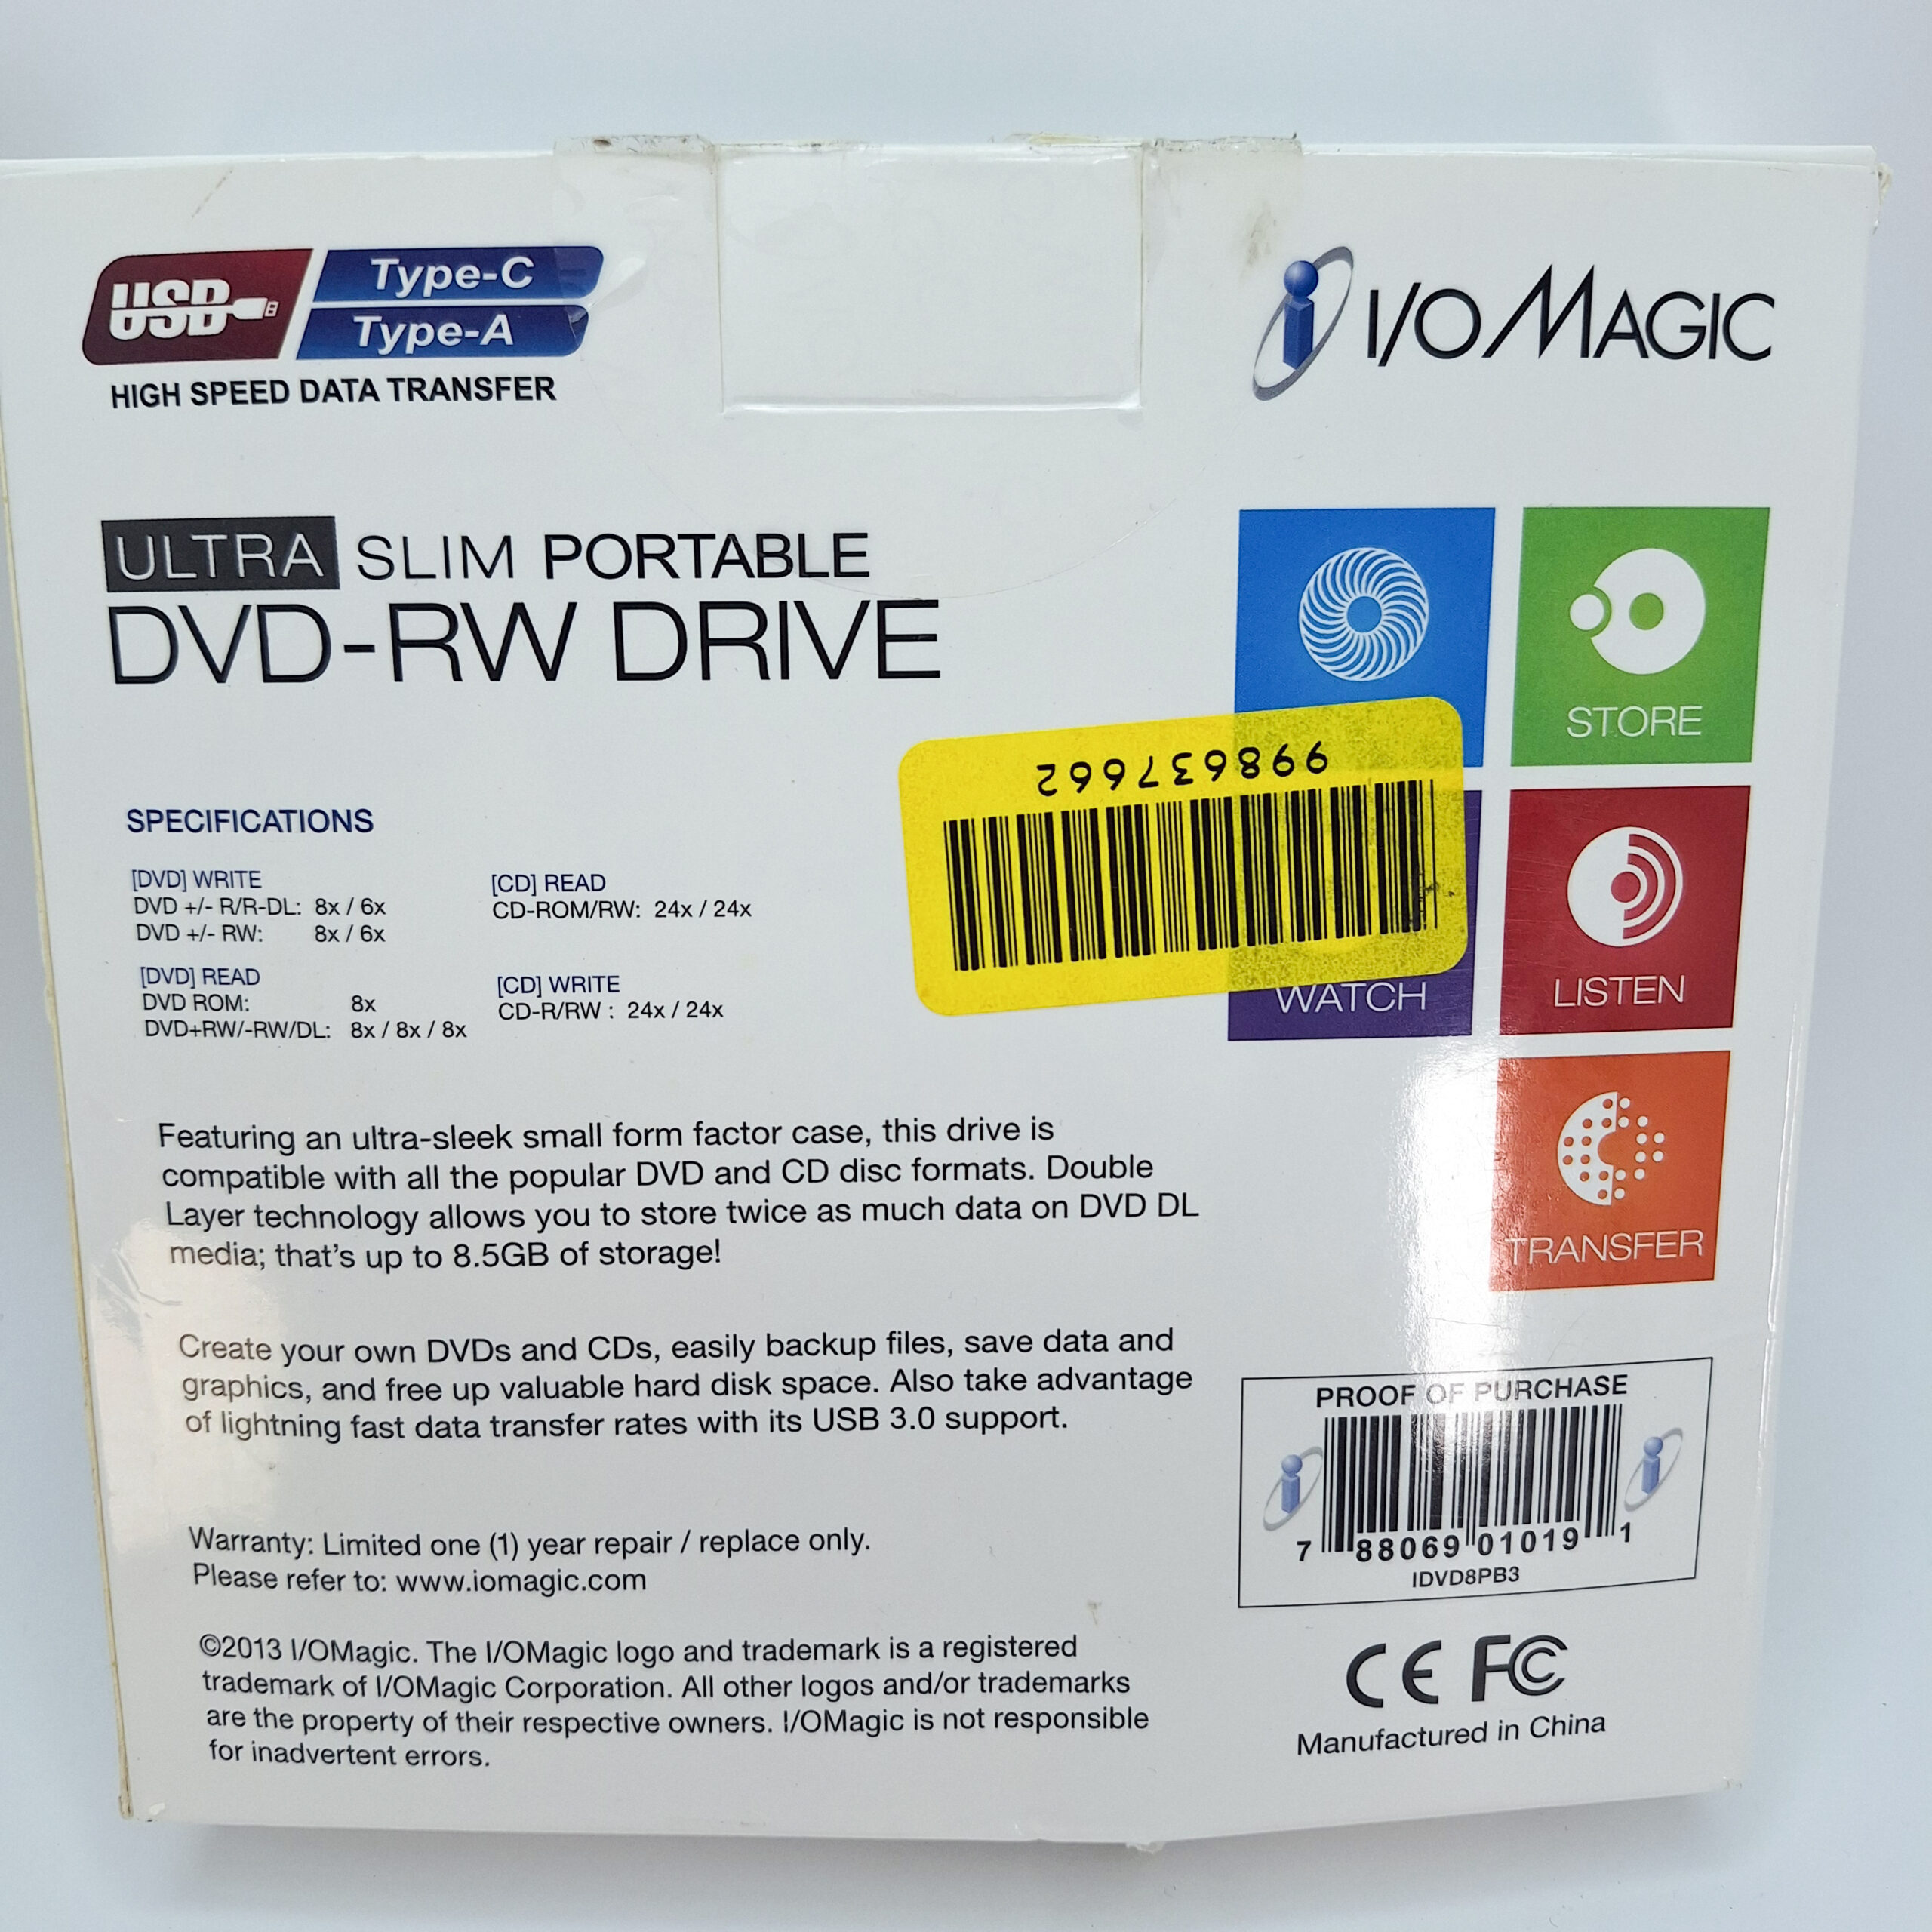 USB
Type-C
Type-A
HIGH SPEED DATA TRANSFER
I/OMAGIC
ULTRA SLIM PORTABLE
DVD-RW DRIVE
STORE
998637662
WATCH
LISTEN
TRANSFER
SPECIFICATIONS
[DVD] WRITE
DVD +/- R/R-DL: 8x / 6x
DVD +/- RW: 8x / 6x
[DVD] READ
DVD ROM: 8x
DVD+RW/-RW/DL: 8x / 8x / 8x
[CD] READ
CD-ROM/RW: 24x / 24x
[CD] WRITE
CD-R/RW : 24x / 24x
Featuring an ultra-sleek small form factor case, this drive is
compatible with all the popular DVD and CD disc formats. Double
Layer technology allows you to store twice as much data on DVD DL
media; that's up to 8.5GB of storage!
Create your own DVDs and CDs, easily backup files, save data and
graphics, and free up valuable hard disk space. Also take advantage
of lightning fast data transfer rates with its USB 3.0 support.
Warranty: Limited one (1) year repair / replace only.
Please refer to: www.iomagic.com
©2013 I/OMagic. The I/OMagic logo and trademark is a registered
trademark of I/OMagic Corporation. All other logos and/or trademarks
are the property of their respective owners. I/OMagic is not responsible
for inadvertent errors.
PROOF OF PURCHASE
7 88069 01019 1
IDVD8PB3
CE FC
Manufactured in China